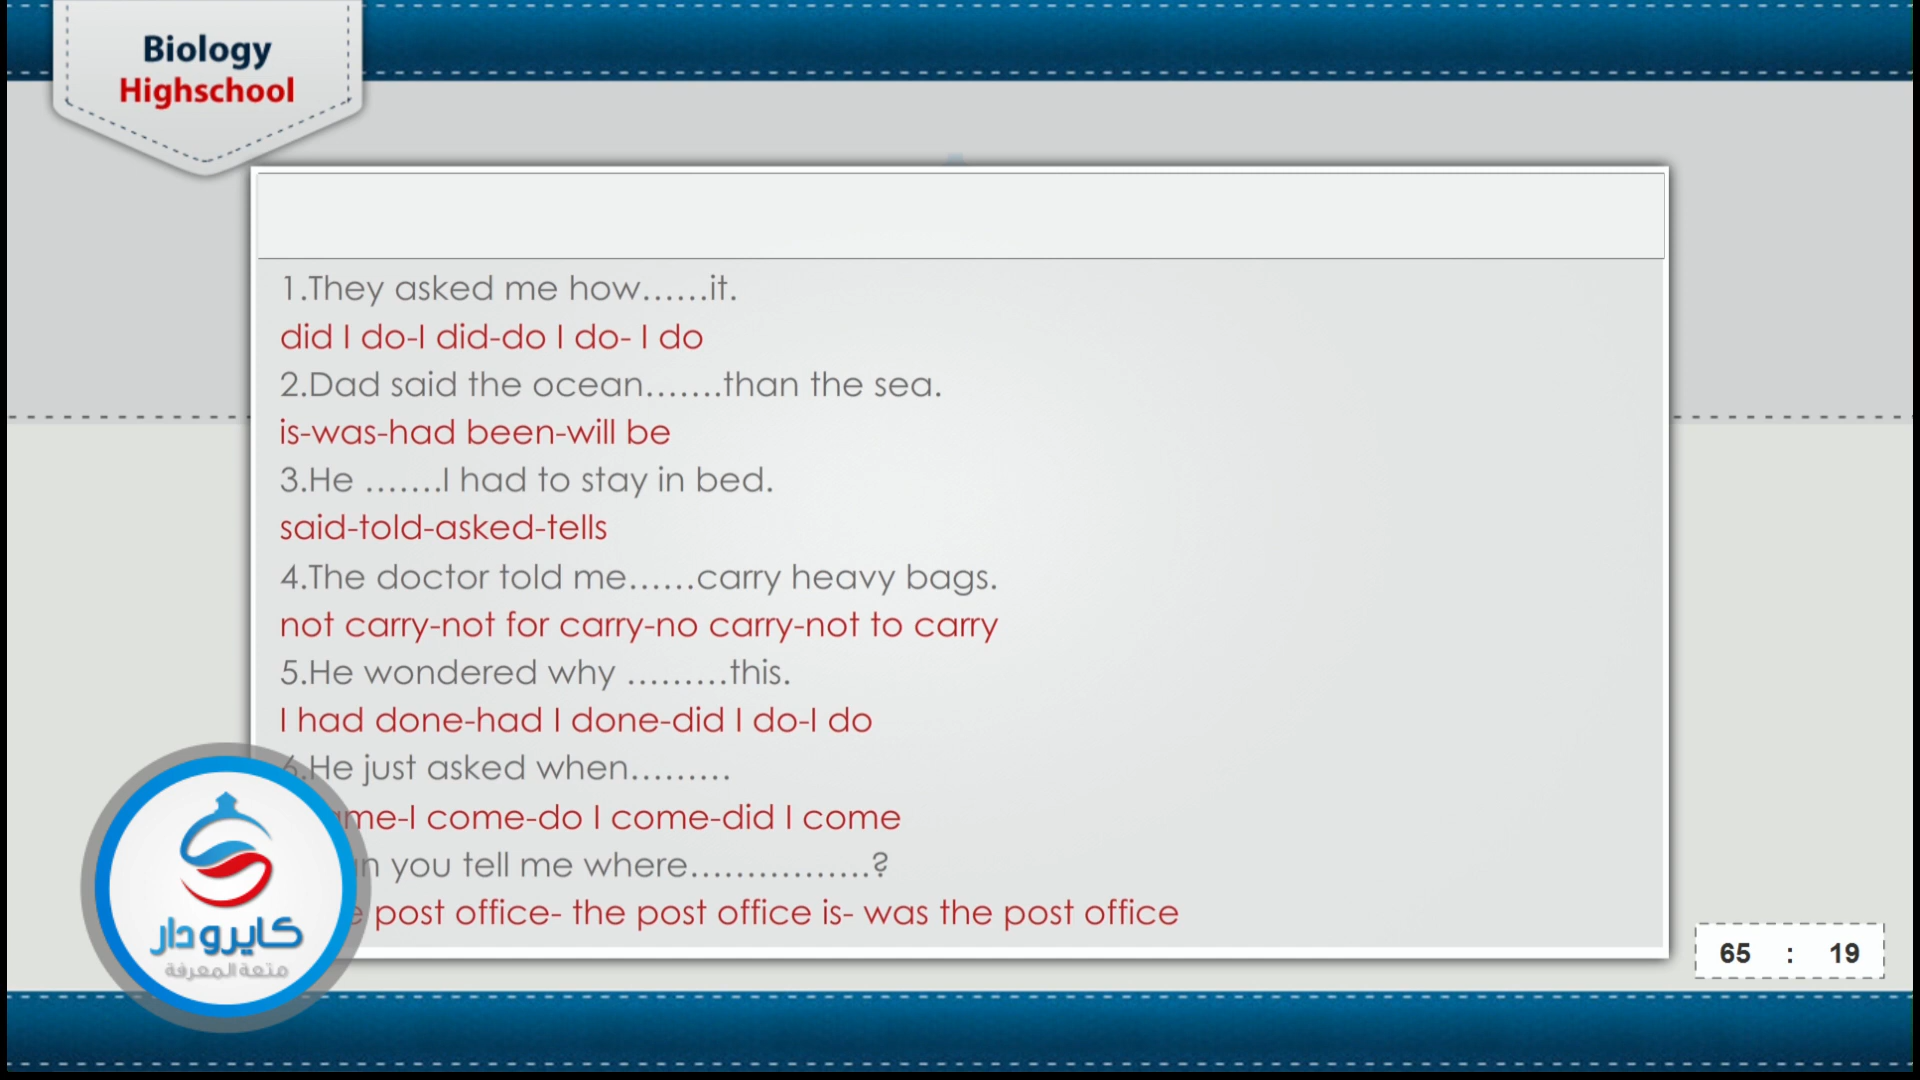 Biology
Highschool
1.They asked me how......it.
did I do-I did-do I do- I do
2.Dad said the ocean.......than the sea.
is-was-had been-will be
3.He .......I had to stay in bed.
said-told-asked-tells
4.The doctor told me......carry heavy bags.
not carry-not for carry-no carry-not to carry
5.He wondered why .........this.
I had done-had I done-did I do-I do
6.He just asked when.........
I come-do I come-did I come
you tell me where................?
post office- the post office is- was the post office
كايرودار
متعة المعرفة
65 : 19